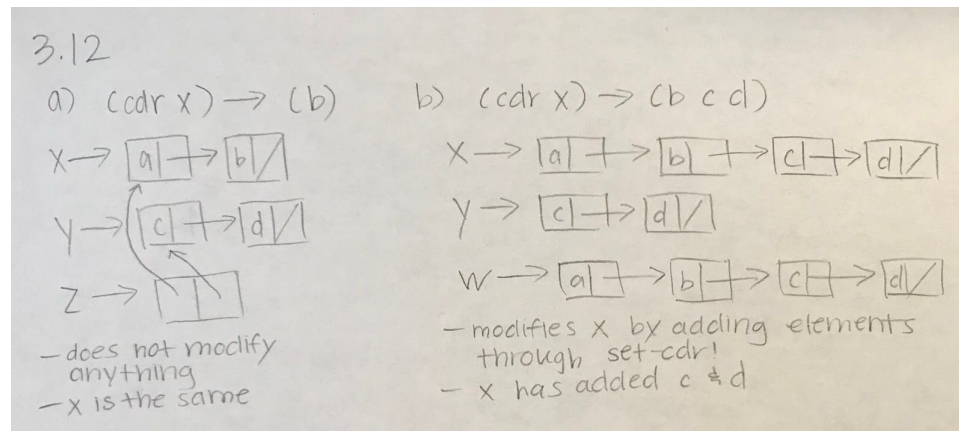 3.12
a) (cdr x) → (b)
x → a → b /
y → c → d /
z →
- does not modify
anything
- x is the same
b) (cdr x) → (b c d)
x → a → b → c → d /
y → c → d /
w → a → b → c → d /
- modifies x by adding elements
through set-cdr!
- x has added c & d